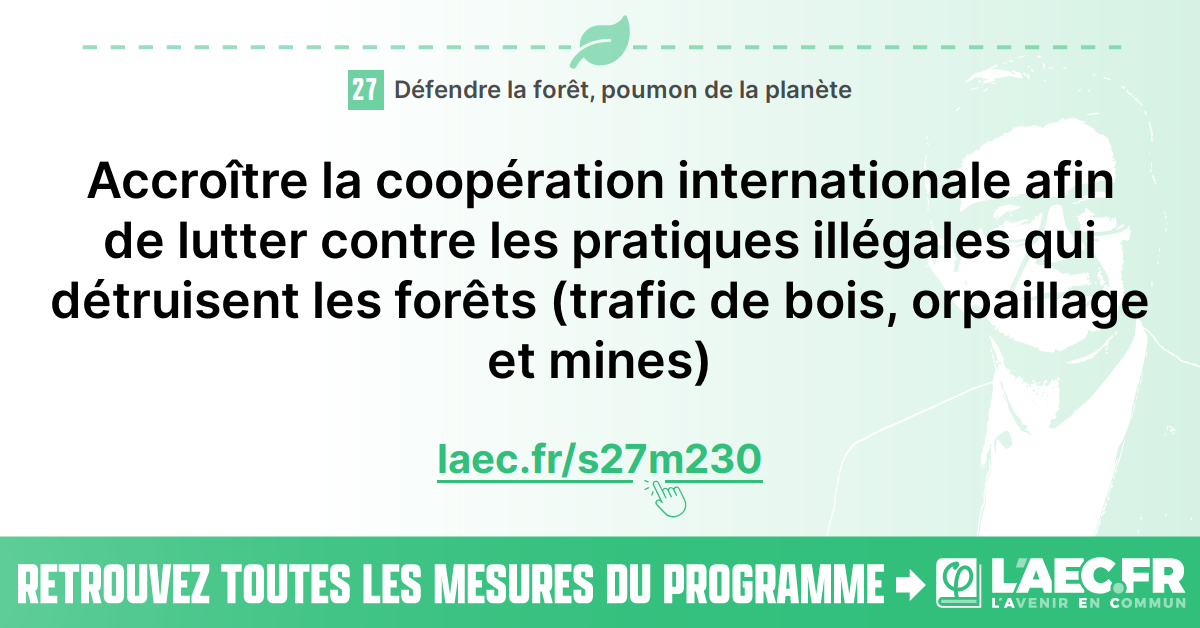 27 Défendre la forêt, poumon de la planète
Accroître la coopération internationale afin
de lutter contre les pratiques illégales qui
détruisent les forêts (trafic de bois, orpaillage
et mines)
laec.fr/s27m230
RETROUVEZ TOUTES LES MESURES DU PROGRAMME
φ
L'AEC.FR
L'AVENIR EN COMMUN